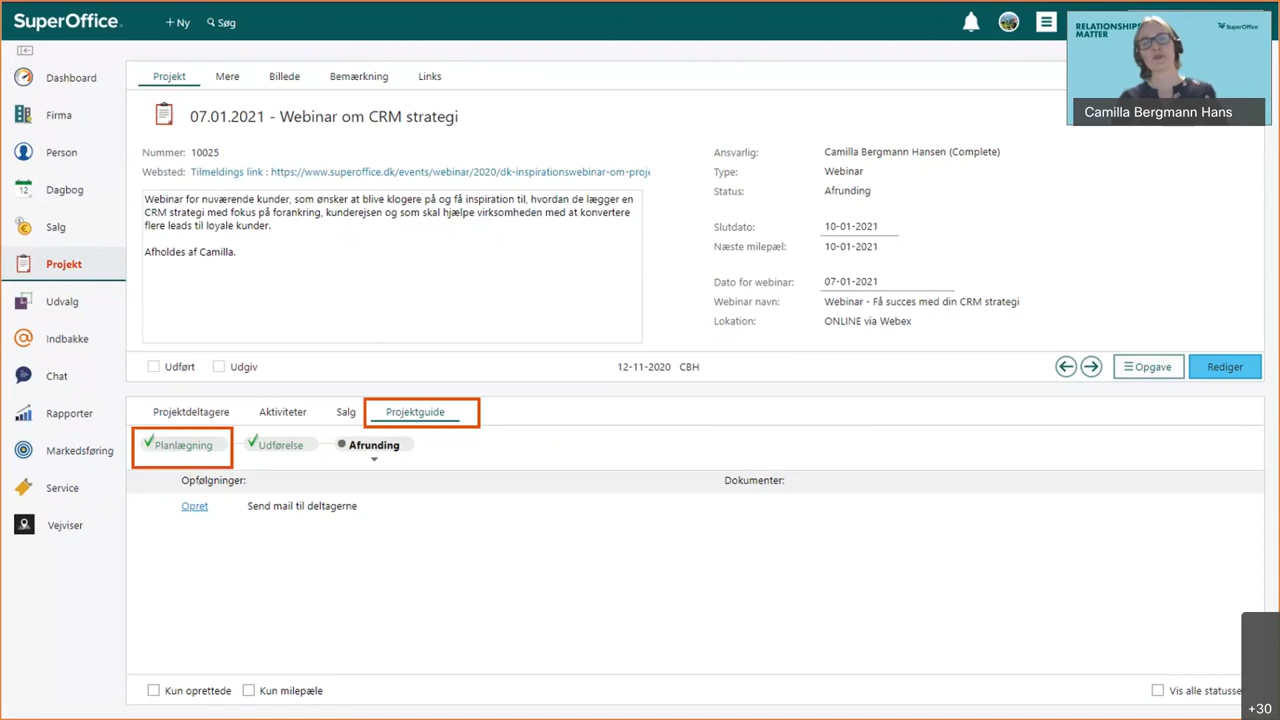 SuperOffice
+ Ny
Søg
RELATIONSHIPS
MATTER
SuperOffice
Camilla Bergmann Hans
Dashboard
Firma
Person
12
Dagbog
Salg
Projekt
Udvalg
Indbakke
Chat
Rapporter
Markedsføring
Service
Vejviser
Projekt
Mere
Billede
Bemærkning
Links
07.01.2021 - Webinar om CRM strategi
Nummer: 10025
Websted: Tilmeldings link : https://www.superoffice.dk/events/webinar/2020/dk-inspirationswebinar-om-proje
Webinar for nuværende kunder, som ønsker at blive klogere på og få inspiration til, hvordan de lægger en
CRM strategi med fokus på forankring, kunderejsen og som skal hjælpe virksomheden med at konvertere
flere leads til loyale kunder.
Afholdes af Camilla.
Ansvarlig: Camilla Bergmann Hansen (Complete)
Type: Webinar
Status: Afrunding
Slutdato: 10-01-2021
Næste milepæl: 10-01-2021
Dato for webinar: 07-01-2021
Webinar navn: Webinar - Få succes med din CRM strategi
Lokation: ONLINE via Webex
Udført
Udgiv
12-11-2020 CBH
Opgave
Rediger
Projektdeltagere
Aktiviteter
Salg
Projektguide
Planlægning
Udførelse
Afrunding
Opfølgninger:
Dokumenter:
Opret
Send mail til deltagerne
Kun oprettede
Kun milepæle
Vis alle statusse
+30